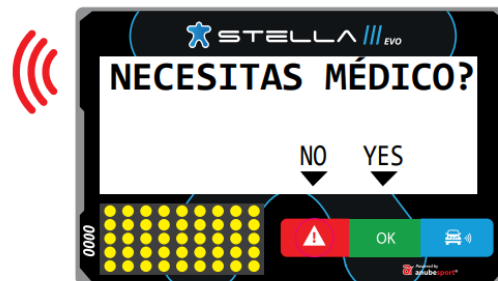 STELLA III EVO
NECESITAS MÉDICO?
NO YES
0000
OK
Powered by
anubesport®